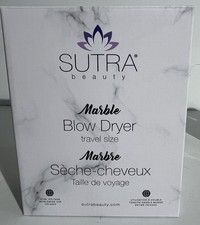 SUTRA®
beauty
Marble
Blow Dryer
travel size
Marbre
Sèche-cheveux
Taille de voyage
sutrabeauty.com